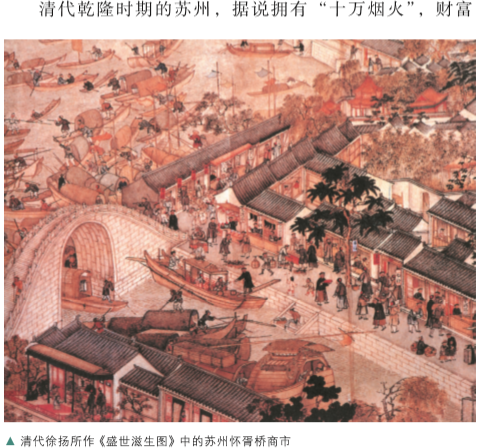 清代乾隆时期的苏州，据说拥有“十万烟火”，财富
▲ 清代徐扬所作《盛世滋生图》中的苏州怀胥桥商市